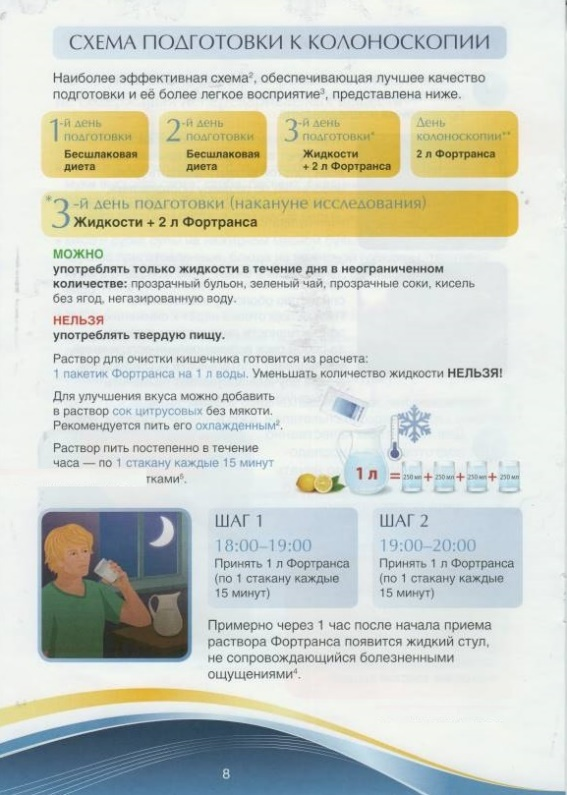 СХЕМА ПОДГОТОВКИ К КОЛОНОСКОПИИ
Наиболее эффективная схема², обеспечивающая лучшее качество
подготовки и её более легкое восприятие³, представлена ниже.
1-й день
подготовки
Бесшлаковая
диета
2-й день
подготовки
Бесшлаковая
диета
3-й день
подготовки*
Жидкости
+ 2 л Фортранса
День
колоноскопии**
2 л Фортранса
*3-й день подготовки (накануне исследования)
Жидкости + 2 л Фортранса
МОЖНО
употреблять только жидкости в течение дня в неограниченном
количестве: прозрачный бульон, зеленый чай, прозрачные соки, кисель
без ягод, негазированную воду.
НЕЛЬЗЯ
употреблять твердую пищу.
Раствор для очистки кишечника готовится из расчета:
1 пакетик Фортранса на 1 л воды. Уменьшать количество жидкости НЕЛЬЗЯ!
Для улучшения вкуса можно добавить
в раствор сок цитрусовых без мякоти.
Рекомендуется пить его охлажденным².
Раствор пить постепенно в течение
часа — по 1 стакану каждые 15 минут
тками⁵.
1 л = 250 мл + 250 мл + 250 мл + 250 мл
ШАГ 1
18:00–19:00
Принять 1 л Фортранса
(по 1 стакану каждые
15 минут)
ШАГ 2
19:00–20:00
Принять 1 л Фортранса
(по 1 стакану каждые
15 минут)
Примерно через 1 час после начала приема
раствора Фортранса появится жидкий стул,
не сопровождающийся болезненными
ощущениями⁴.
8